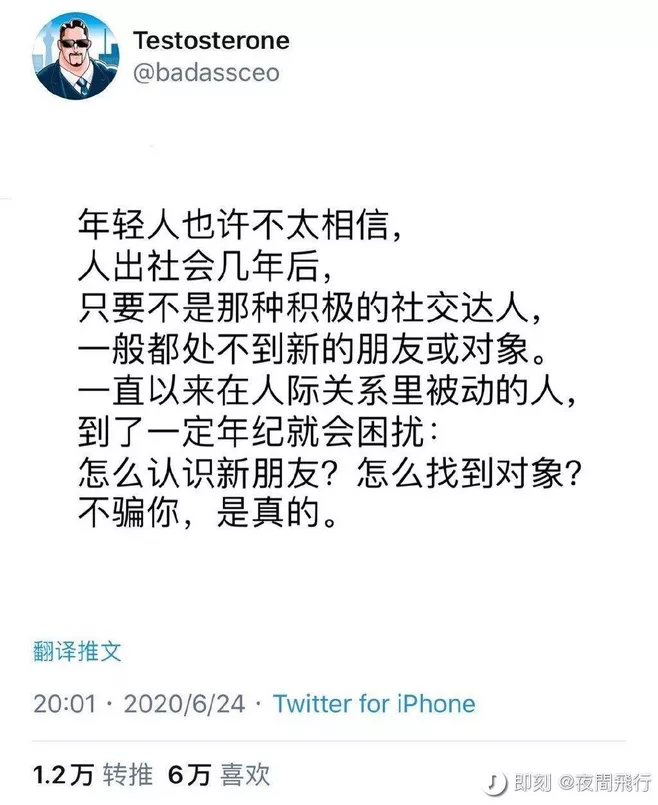 Testosterone
@badassceo
年轻人也许不太相信，
人出社会几年后，
只要不是那种积极的社交达人，
一般都处不到新的朋友或对象。
一直以来在人际关系里被动的人，
到了一定年纪就会困扰：
怎么认识新朋友？怎么找到对象？
不骗你，是真的。
翻译推文
20:01 · 2020/6/24 · Twitter for iPhone
1.2万 转推 6万 喜欢
即刻 @夜間飛行